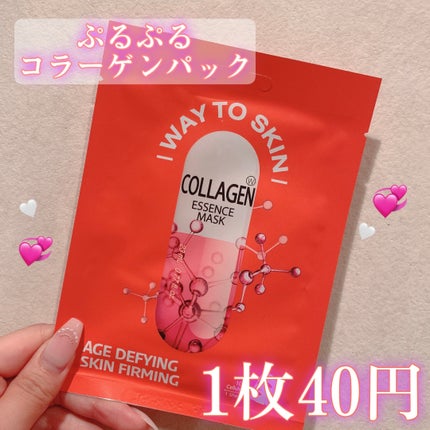 ぷるぷる
コラーゲンパック
WAY TO SKIN
COLLAGEN
ESSENCE
MASK
AGE DEFYING
SKIN FIRMING
1枚40円